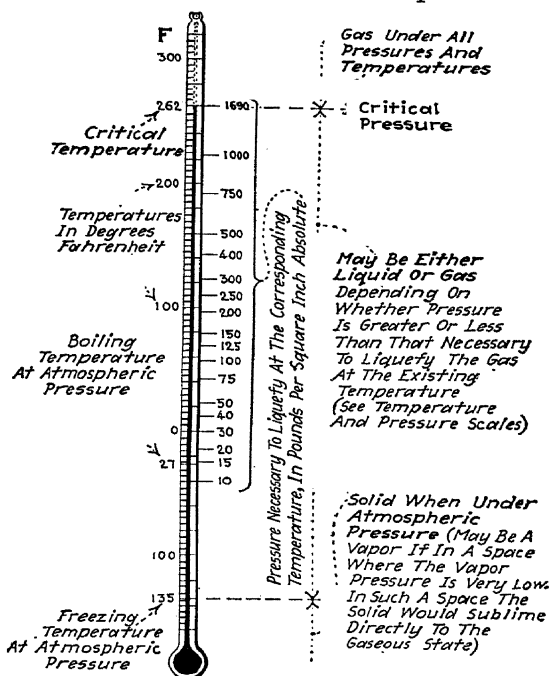 F
300
262
Critical
Temperature
200
Temperatures
In Degrees
Fahrenheit
100
Boiling
Temperature
At Atmospheric
Pressure
0
27
100
135
Freezing
Temperature
At Atmospheric
Pressure
1690
1000
750
500
400
300
250
200
150
125
100
75
50
40
30
20
15
10
Pressure Necessary To Liquety At The Corresponding
Temperature, In Pounds Per Square Inch Absolute
Gas Under All
Pressures And
Temperatures
Critical
Pressure
May Be Either
Liquid Or Gas
Depending On
Whether Pressure
Is Greater Or Less
Than That Necessary
To Liquety The Gas
At The Existing
Temperature
(See Temperature
And Pressure Scales)
Solid When Under
Atmospheric
Pressure (May Be A
Vapor If In A Space
Where The Vapor
Pressure Is Very Low.
In Such A Space The
Solid Would Sublime
Directly To The
Gaseous State)